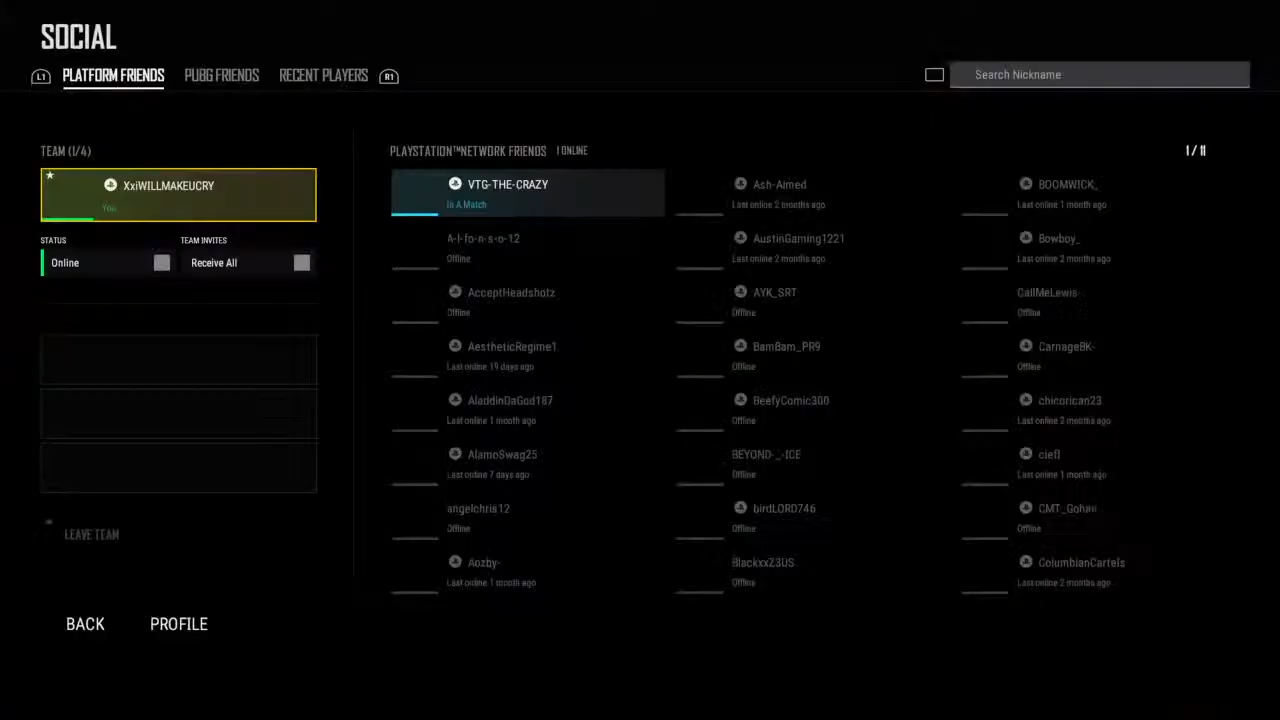 SOCIAL
L1 PLATFORM FRIENDS PUBG FRIENDS RECENT PLAYERS R1
Search Nickname
TEAM (1/4)
XxiWILLMAKEUCRY
You
STATUS
TEAM INVITES
Online
Receive All
LEAVE TEAM
PLAYSTATION™NETWORK FRIENDS 1 ONLINE
1 / 11
VTG-THE-CRAZY
In A Match
A-l-fo-n-s-o-12
Offline
AcceptHeadshotz
Offline
AestheticRegime1
Last online 19 days ago
AladdinDaGod187
Last online 1 month ago
AlamoSwag25
Last online 7 days ago
angelchris12
Offline
Aozby-
Last online 1 month ago
Ash-Aimed
Last online 2 months ago
AustinGaming1221
Last online 2 months ago
AYK_SRT
Offline
BamBam_PR9
Offline
BeefyComic300
Offline
BEYOND-_-ICE
Offline
birdLORD746
Offline
BlackxxZ3US
Offline
BOOMWICK_
Last online 1 month ago
Bowboy_
Last online 2 months ago
CallMeLewis-
Offline
CarnageBK-
Offline
chicorican23
Last online 2 months ago
ciefl
Last online 1 month ago
CMT_Gohan
Offline
ColumbianCartels
Last online 2 months ago
BACK
PROFILE